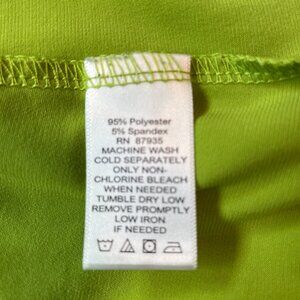 95% Polyester
5% Spandex
RN 87935
MACHINE WASH
COLD SEPARATELY
ONLY NON-
CHLORINE BLEACH
WHEN NEEDED
TUMBLE DRY LOW
REMOVE PROMPTLY
LOW IRON
IF NEEDED